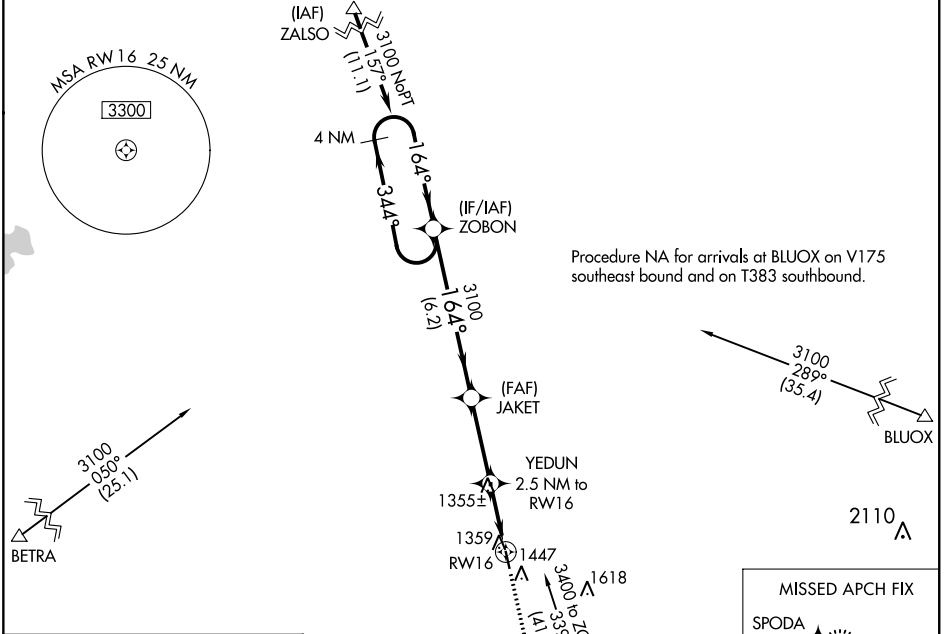 (IAF)
ZALSO
3100 NoPT
157°
(11.1)
MSA RW16 25 NM
3300
4 NM
164°
344°
(IF/IAF)
ZOBON
Procedure NA for arrivals at BLUOX on V175
southeast bound and on T383 southbound.
3100
164°
(6.2)
3100
289°
(35.4)
BLUOX
(FAF)
JAKET
3100
050°
(25.1)
BETRA
YEDUN
2.5 NM to
RW16
1355±
2110
1359
RW16
1447
1618
3400 to
MISSED APCH FIX
SPODA